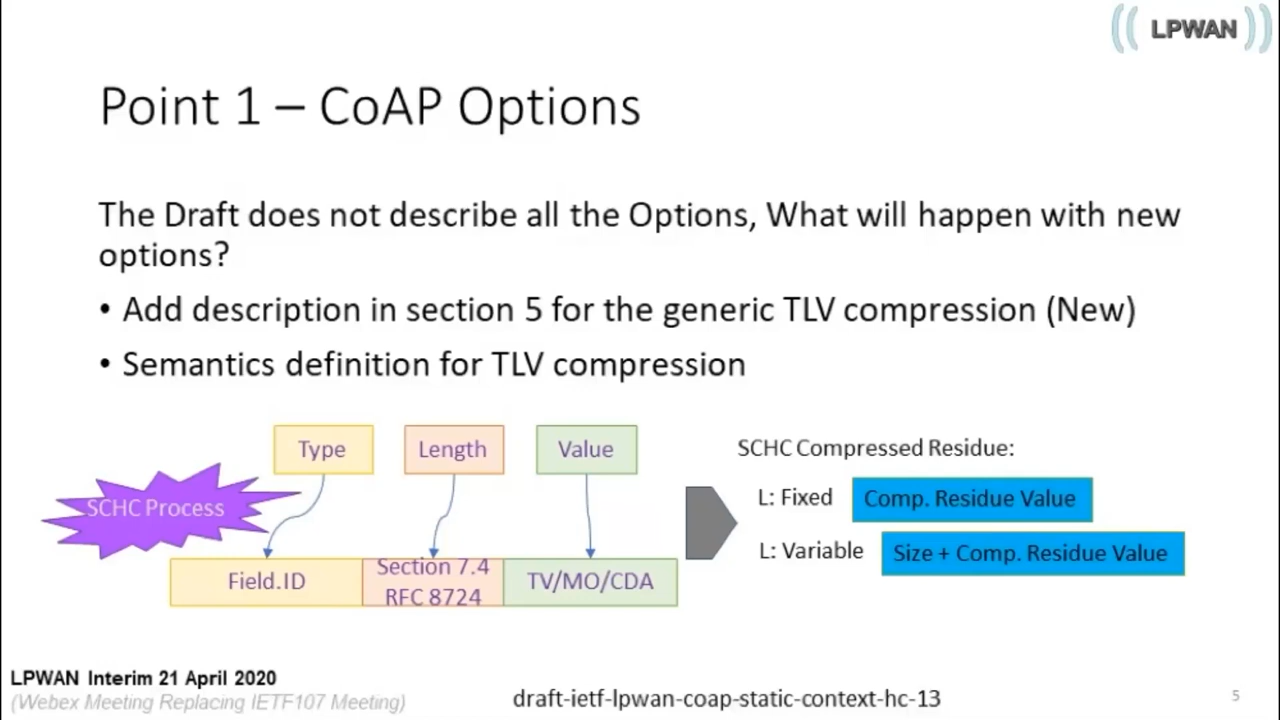 LPWAN
Point 1 – CoAP Options
The Draft does not describe all the Options, What will happen with new
options?
• Add description in section 5 for the generic TLV compression (New)
• Semantics definition for TLV compression
Type Length Value
SCHC Process
Field.ID
Section 7.4
RFC 8724
TV/MO/CDA
SCHC Compressed Residue:
L: Fixed Comp. Residue Value
L: Variable Size + Comp. Residue Value
LPWAN Interim 21 April 2020
(Webex Meeting Replacing IETF107 Meeting)
draft-ietf-lpwan-coap-static-context-hc-13
5